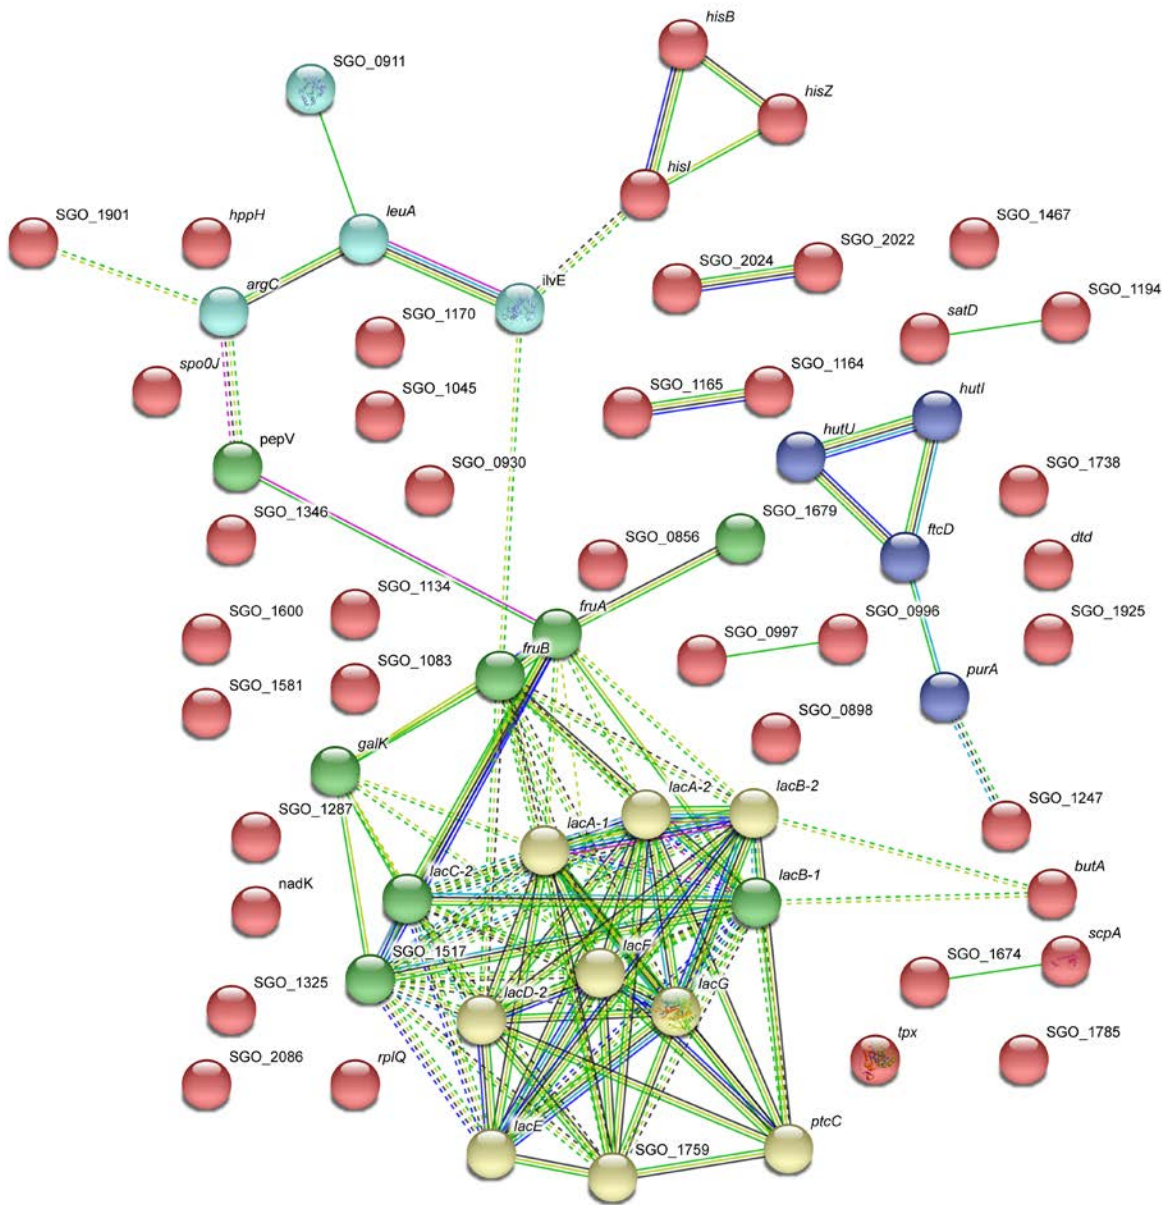 hisB
SGO_0911
hisZ
hisI
SGO_1901
hppH
leuA
SGO_1467
SGO_2022
SGO_2024
argC
ilvE
SGO_1194
SGO_1170
satD
spo0J
SGO_1164
SGO_1165
SGO_1045
hutI
hutU
pepV
SGO_0930
SGO_1738
SGO_1346
SGO_1679
ftcD
SGO_0856
dtd
SGO_1134
fruA
SGO_1600
SGO_0996
SGO_1925
SGO_0997
fruB
SGO_1083
purA
SGO_1581
SGO_0898
galK
lacA-2
lacB-2
SGO_1287
SGO_1247
lacA-1
lacC-2
butA
nadK
lacB-1
scpA
SGO_1517
lacF
SGO_1674
SGO_1325
lacD-2
lacG
tpx
SGO_1785
SGO_2086
rplQ
lacE
ptcC
SGO_1759